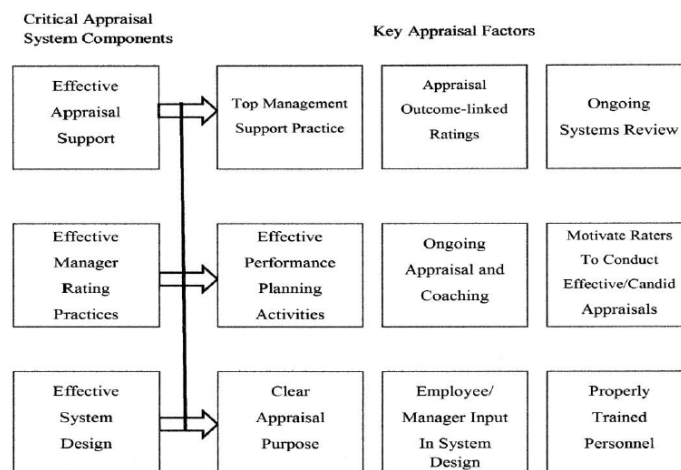 Critical Appraisal
System Components
Key Appraisal Factors
Effective
Appraisal
Support
Top Management
Support Practice
Appraisal
Outcome-linked
Ratings
Ongoing
Systems Review
Effective
Manager
Rating
Practices
Effective
Performance
Planning
Activities
Ongoing
Appraisal and
Coaching
Motivate Raters
To Conduct
Effective/Candid
Appraisals
Effective
System
Design
Clear
Appraisal
Purpose
Employee/
Manager Input
In System
Design
Properly
Trained
Personnel